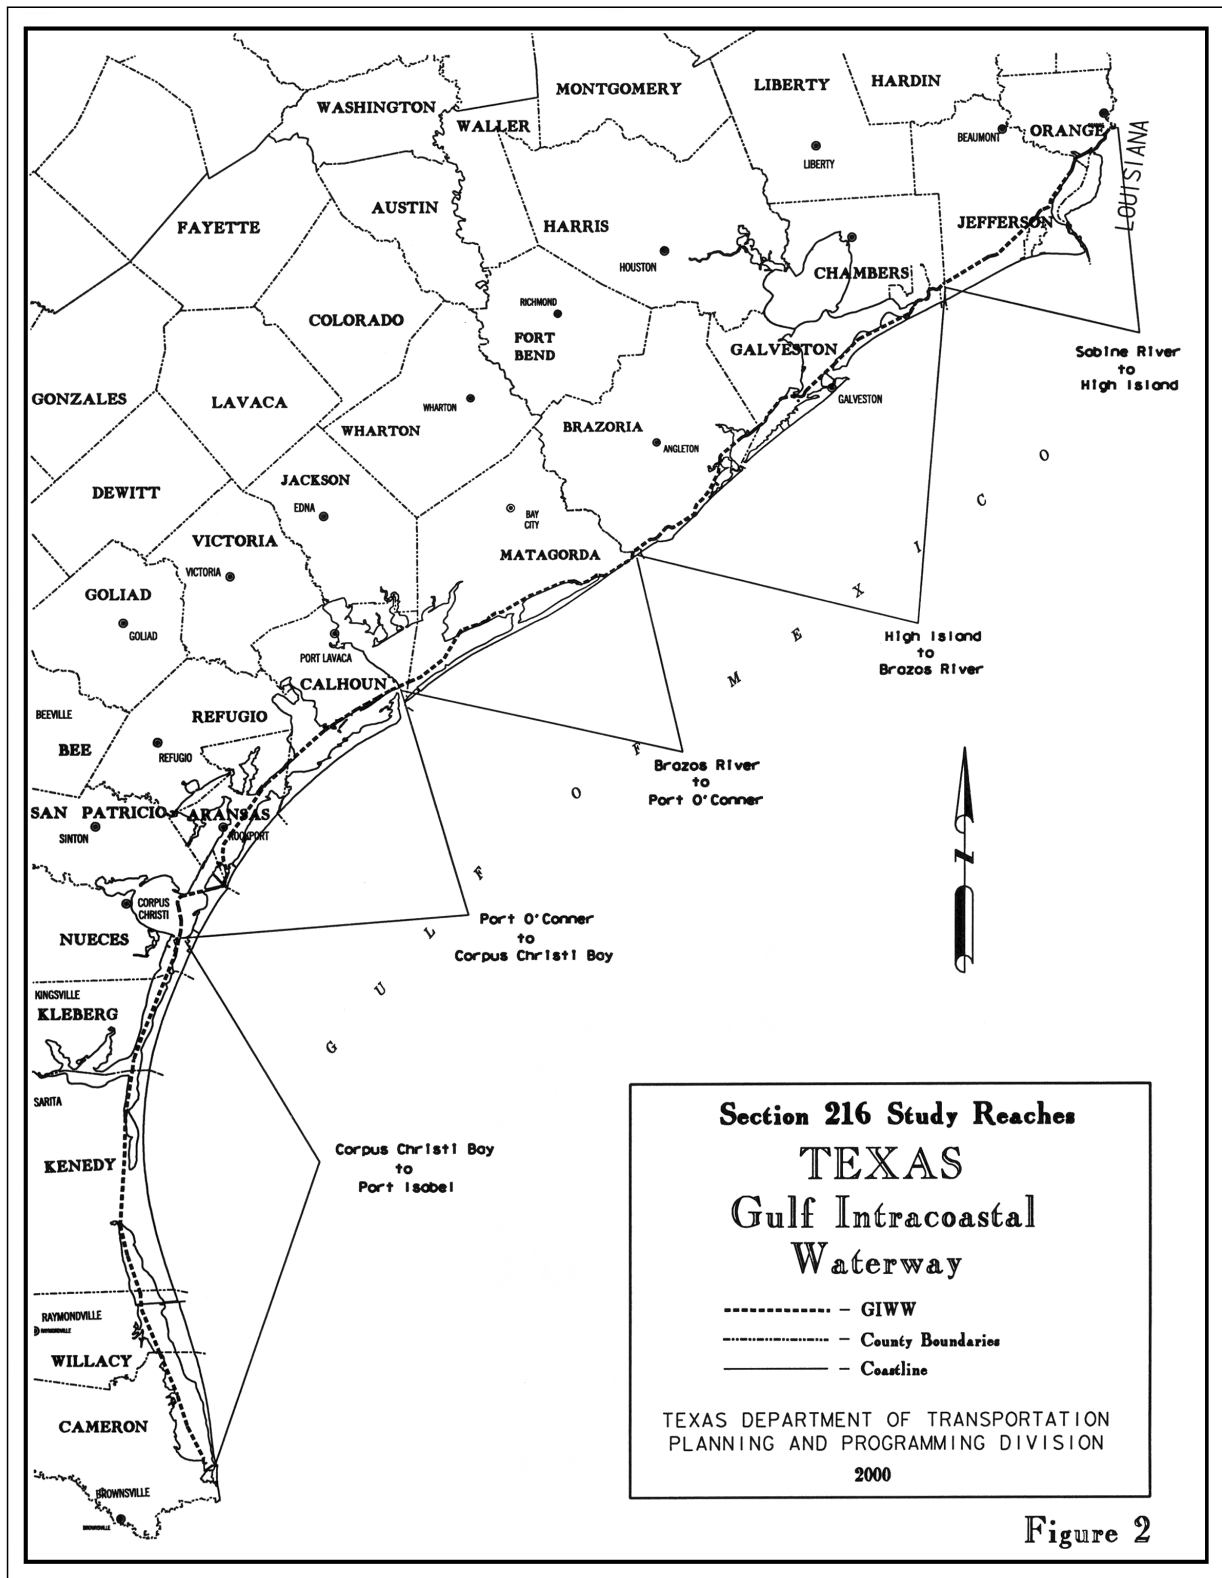 WASHINGTON
WALLER
MONTGOMERY
LIBERTY
HARDIN
BEAUMONT
ORANGE
LOUISIANA
LIBERTY
FAYETTE
AUSTIN
HARRIS
JEFFERSON
HOUSTON
CHAMBERS
COLORADO
RICHMOND
FORT
BEND
GALVESTON
Sabine River
to
High Island
GONZALES
LAVACA
WHARTON
WHARTON
BRAZORIA
ANGLETON
GALVESTON
DEWITT
JACKSON
EDNA
BAY
CITY
VICTORIA
VICTORIA
MATAGORDA
GOLIAD
GOLIAD
PORT LAVACA
CALHOUN
High Island
to
Brazos River
BEEVILLE
BEE
REFUGIO
REFUGIO
Brazos River
to
Port O'Conner
SAN PATRICIO
SINTON
ARANSAS
ROCKPORT
CORPUS
CHRISTI
NUECES
Port O'Conner
to
Corpus Christi Bay
GULF OF MEXICO
N
KINGSVILLE
KLEBERG
SARITA
KENEDY
Corpus Christi Bay
to
Port Isabel
RAYMONDVILLE
RAYMONDVILLE
WILLACY
CAMERON
BROWNSVILLE
BROWNSVILLE
Section 216 Study Reaches
TEXAS
Gulf Intracoastal
Waterway
- GIWW
- County Boundaries
- Coastline
TEXAS DEPARTMENT OF TRANSPORTATION
PLANNING AND PROGRAMMING DIVISION
2000
Figure 2